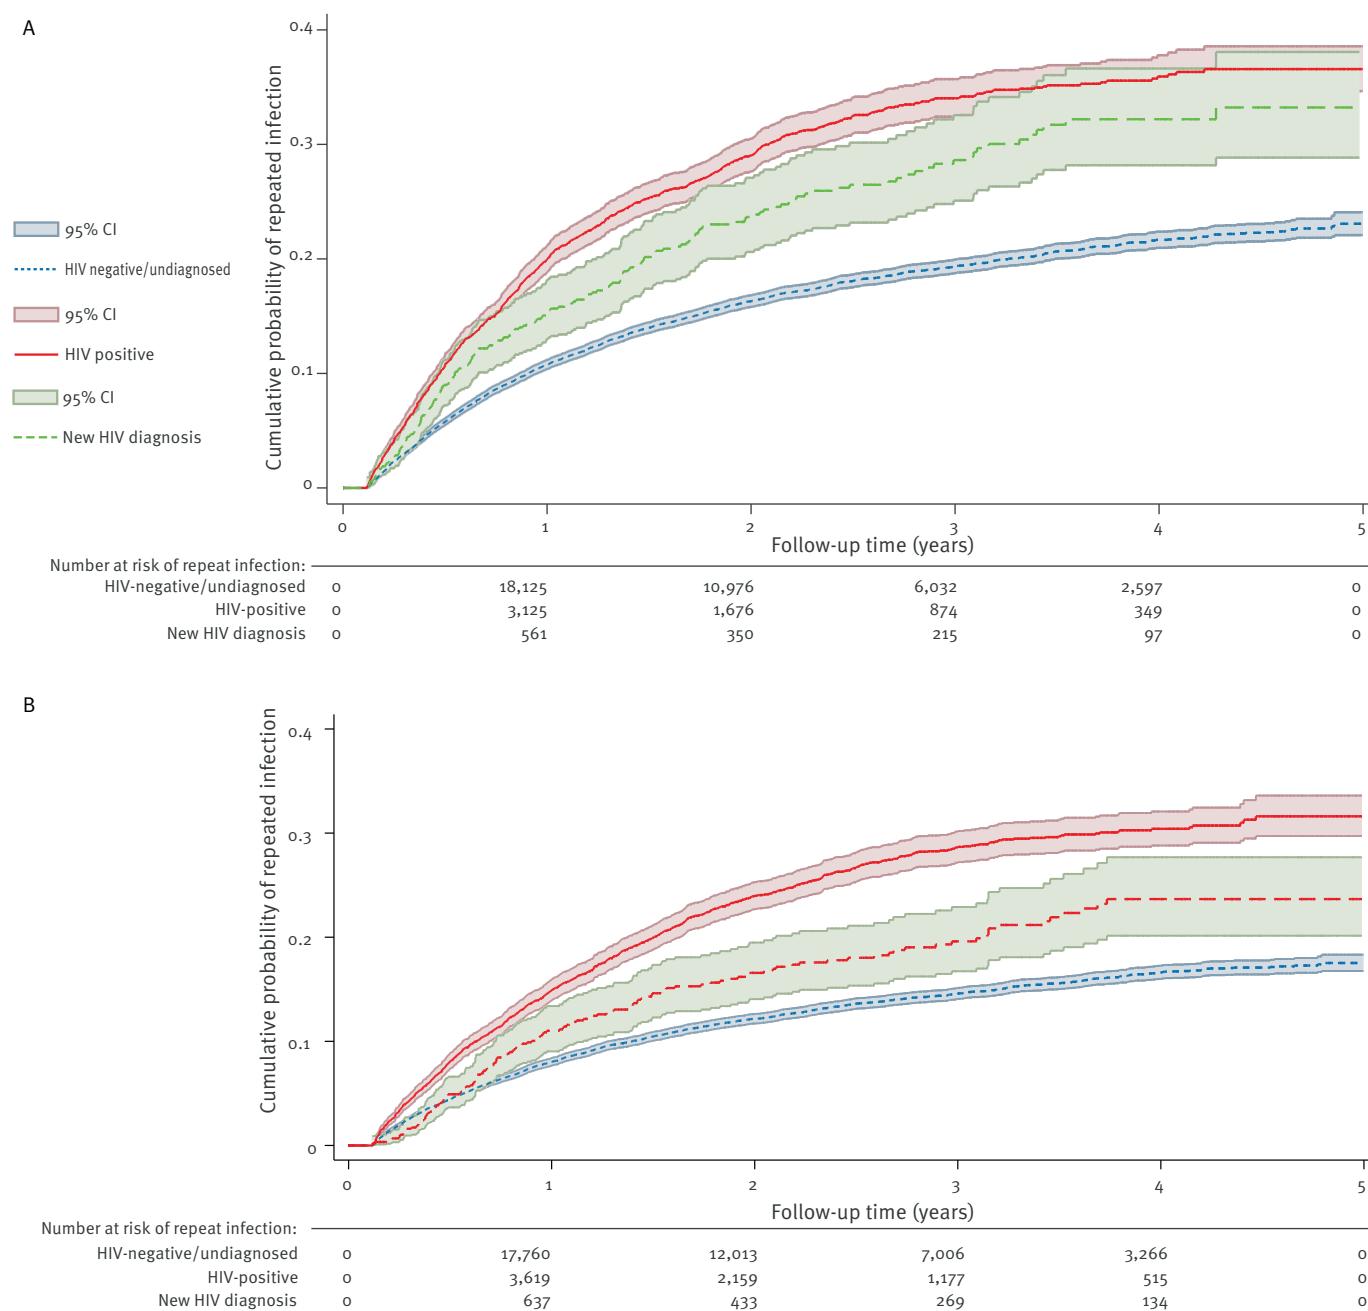 A
Cumulative probability of repeated infection
0.4
0.3
0.2
0.1
0
95% CI
HIV negative/undiagnosed
95% CI
HIV positive
95% CI
New HIV diagnosis
0 1 2 3 4 5
Follow-up time (years)
Number at risk of repeat infection:
HIV-negative/undiagnosed 0 18,125 10,976 6,032 2,597 0
HIV-positive 0 3,125 1,676 874 349 0
New HIV diagnosis 0 561 350 215 97 0
B
Cumulative probability of repeated infection
0.4
0.3
0.2
0.1
0
0 1 2 3 4 5
Follow-up time (years)
Number at risk of repeat infection:
HIV-negative/undiagnosed 0 17,760 12,013 7,006 3,266 0
HIV-positive 0 3,619 2,159 1,177 515 0
New HIV diagnosis 0 637 433 269 134 0